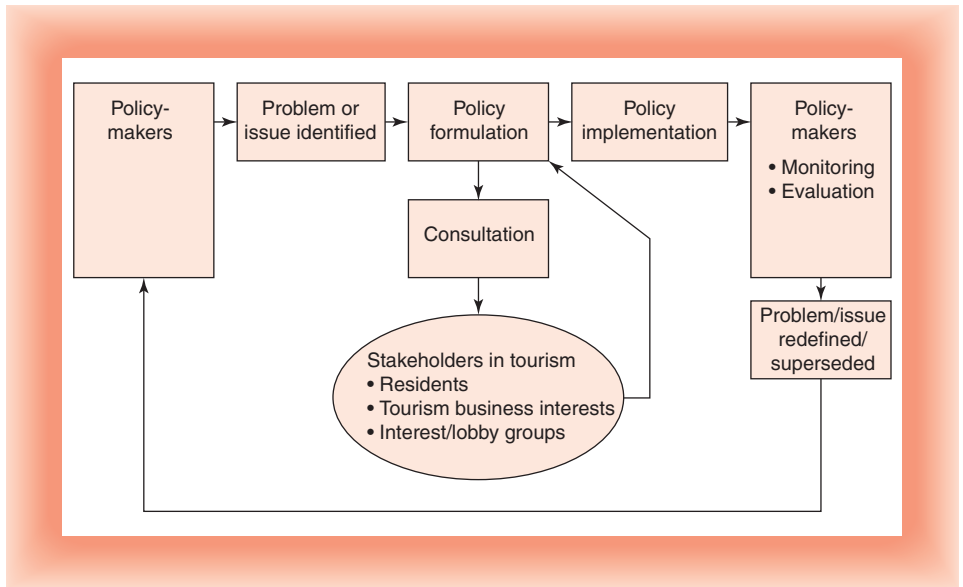 Policy-
makers
Problem or
issue identified
Policy
formulation
Policy
implementation
Policy-
makers
• Monitoring
• Evaluation
Consultation
Problem/issue
redefined/
superseded
Stakeholders in tourism
• Residents
• Tourism business interests
• Interest/lobby groups